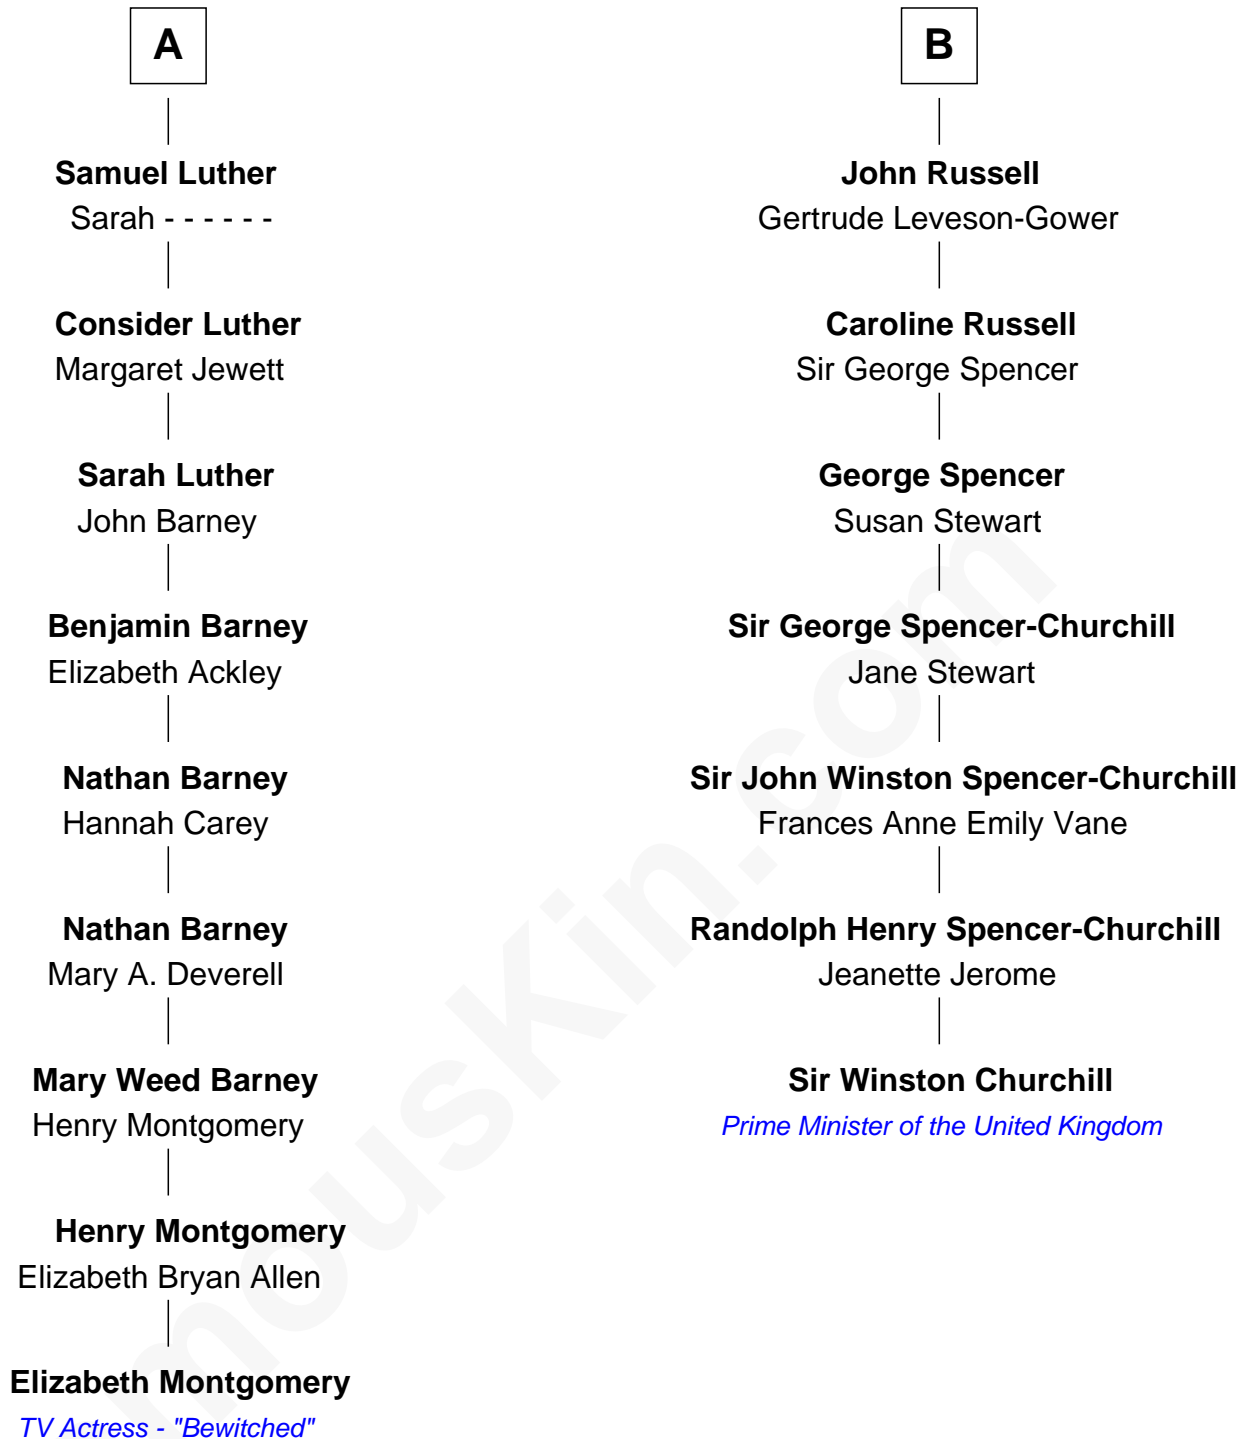 A
Samuel Luther
Sarah - - - - - -
Consider Luther
Margaret Jewett
Sarah Luther
John Barney
Benjamin Barney
Elizabeth Ackley
Nathan Barney
Hannah Carey
Nathan Barney
Mary A. Deverell
Mary Weed Barney
Henry Montgomery
Henry Montgomery
Elizabeth Bryan Allen
Elizabeth Montgomery
TV Actress - "Bewitched"
B
John Russell
Gertrude Leveson-Gower
Caroline Russell
Sir George Spencer
George Spencer
Susan Stewart
Sir George Spencer-Churchill
Jane Stewart
Sir John Winston Spencer-Churchill
Frances Anne Emily Vane
Randolph Henry Spencer-Churchill
Jeanette Jerome
Sir Winston Churchill
Prime Minister of the United Kingdom
mousKin.com